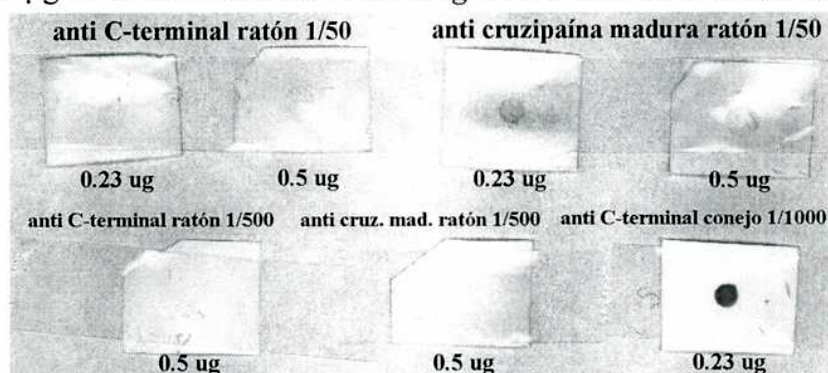 anti C-terminal ratón 1/50 anti cruzipaína madura ratón 1/50
0.23 ug 0.5 ug 0.23 ug 0.5 ug
anti C-terminal ratón 1/500 anti cruz. mad. ratón 1/500 anti C-terminal conejo 1/1000
0.5 ug 0.5 ug 0.23 ug